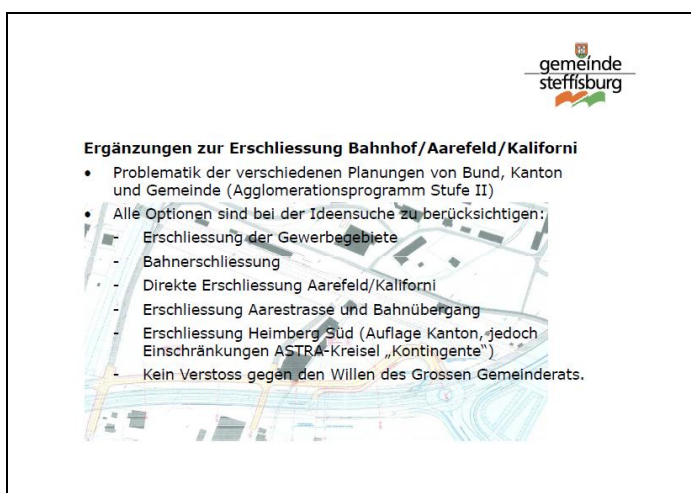 gemeinde
steffisburg
Ergänzungen zur Erschliessung Bahnhof/Aarefeld/Kaliforni
• Problematik der verschiedenen Planungen von Bund, Kanton
und Gemeinde (Agglomerationsprogramm Stufe II)
• Alle Optionen sind bei der Ideensuche zu berücksichtigen:
- Erschliessung der Gewerbegebiete
- Bahnerschliessung
- Direkte Erschliessung Aarefeld/Kaliforni
- Erschliessung Aarestrasse und Bahnübergang
- Erschliessung Heimberg Süd (Auflage Kanton, jedoch
Einschränkungen ASTRA-Kreisel „Kontingente“)
- Kein Verstoss gegen den Willen des Grossen Gemeinderats.